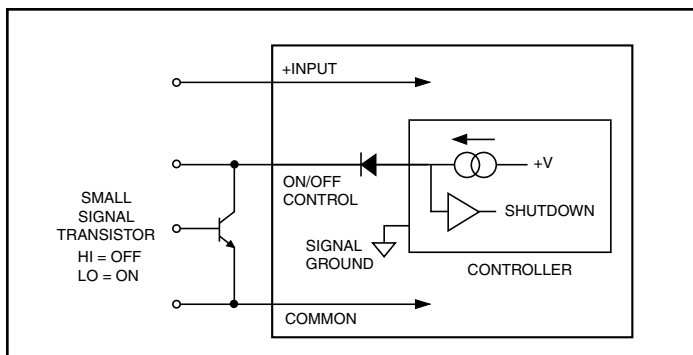 +INPUT
+V
ON/OFF
CONTROL
SMALL
SIGNAL
TRANSISTOR
HI = OFF
LO = ON
SHUTDOWN
SIGNAL
GROUND
CONTROLLER
COMMON